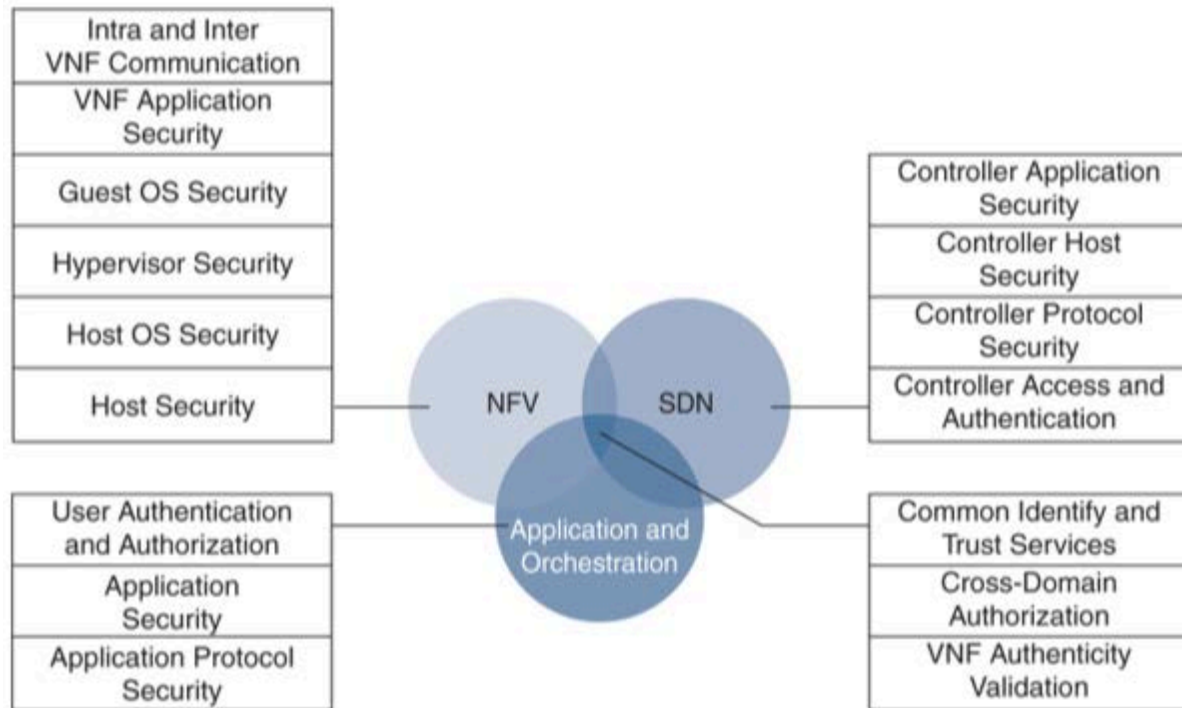 Intra and Inter
VNF Communication
VNF Application
Security
Guest OS Security
Hypervisor Security
Host OS Security
Host Security
User Authentication
and Authorization
Application
Security
Application Protocol
Security
NFV
SDN
Application and
Orchestration
Controller Application
Security
Controller Host
Security
Controller Protocol
Security
Controller Access and
Authentication
Common Identify and
Trust Services
Cross-Domain
Authorization
VNF Authenticity
Validation